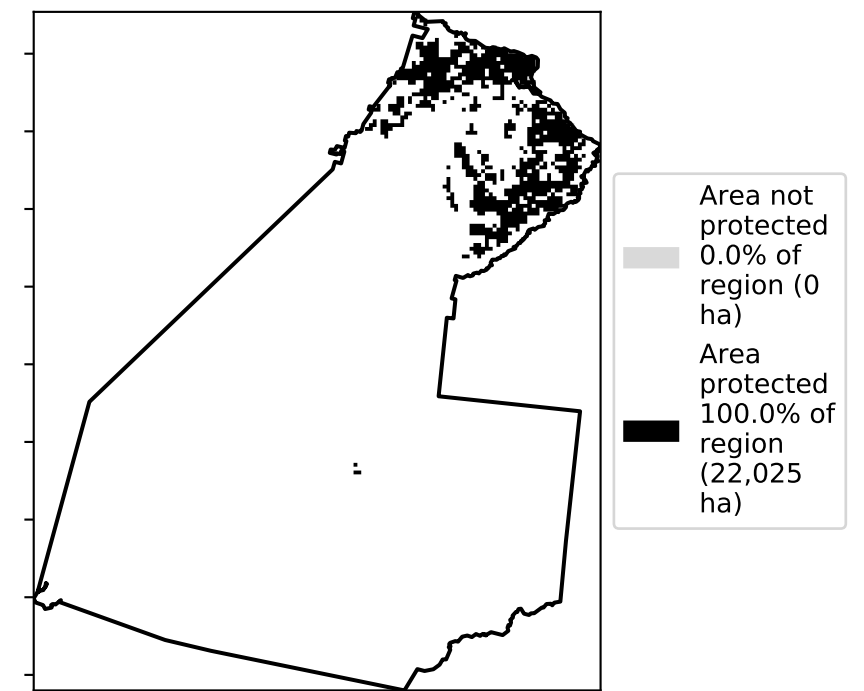 Area not
protected
0.0% of
region (0
ha)
Area
protected
100.0% of
region
(22,025
ha)